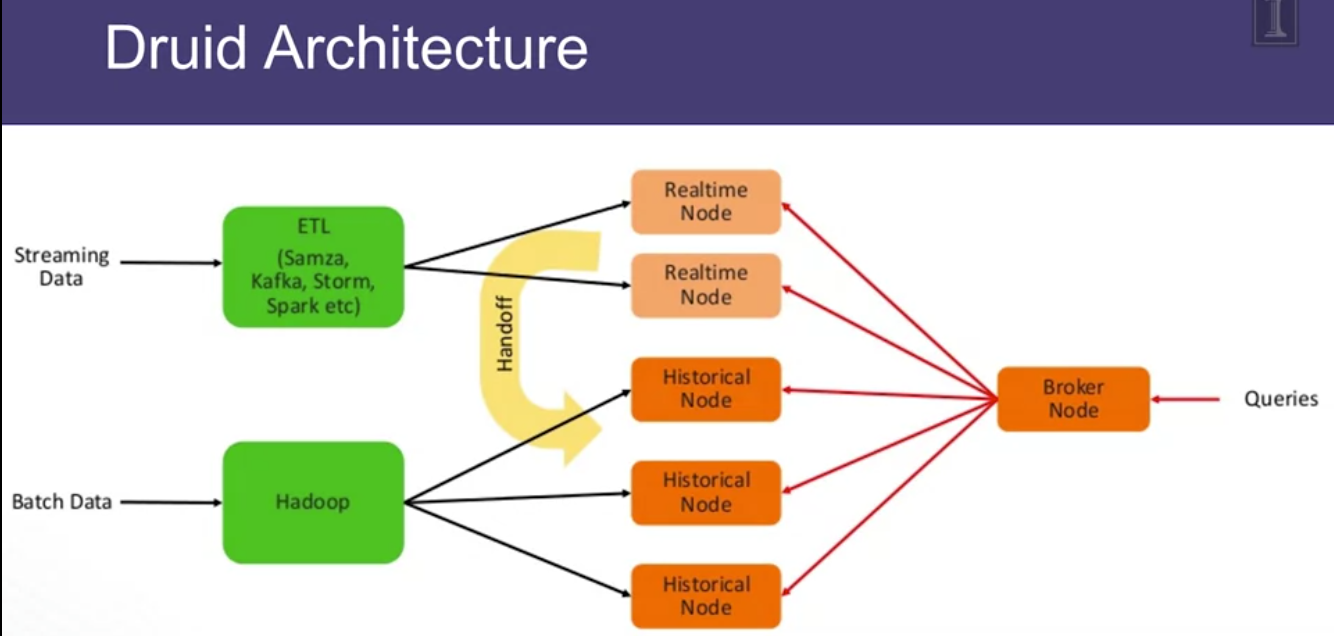 Druid Architecture
I
Streaming
Data
ETL
(Samza,
Kafka, Storm,
Spark etc)
Realtime
Node
Realtime
Node
Handoff
Historical
Node
Broker
Node
Queries
Batch Data
Hadoop
Historical
Node
Historical
Node